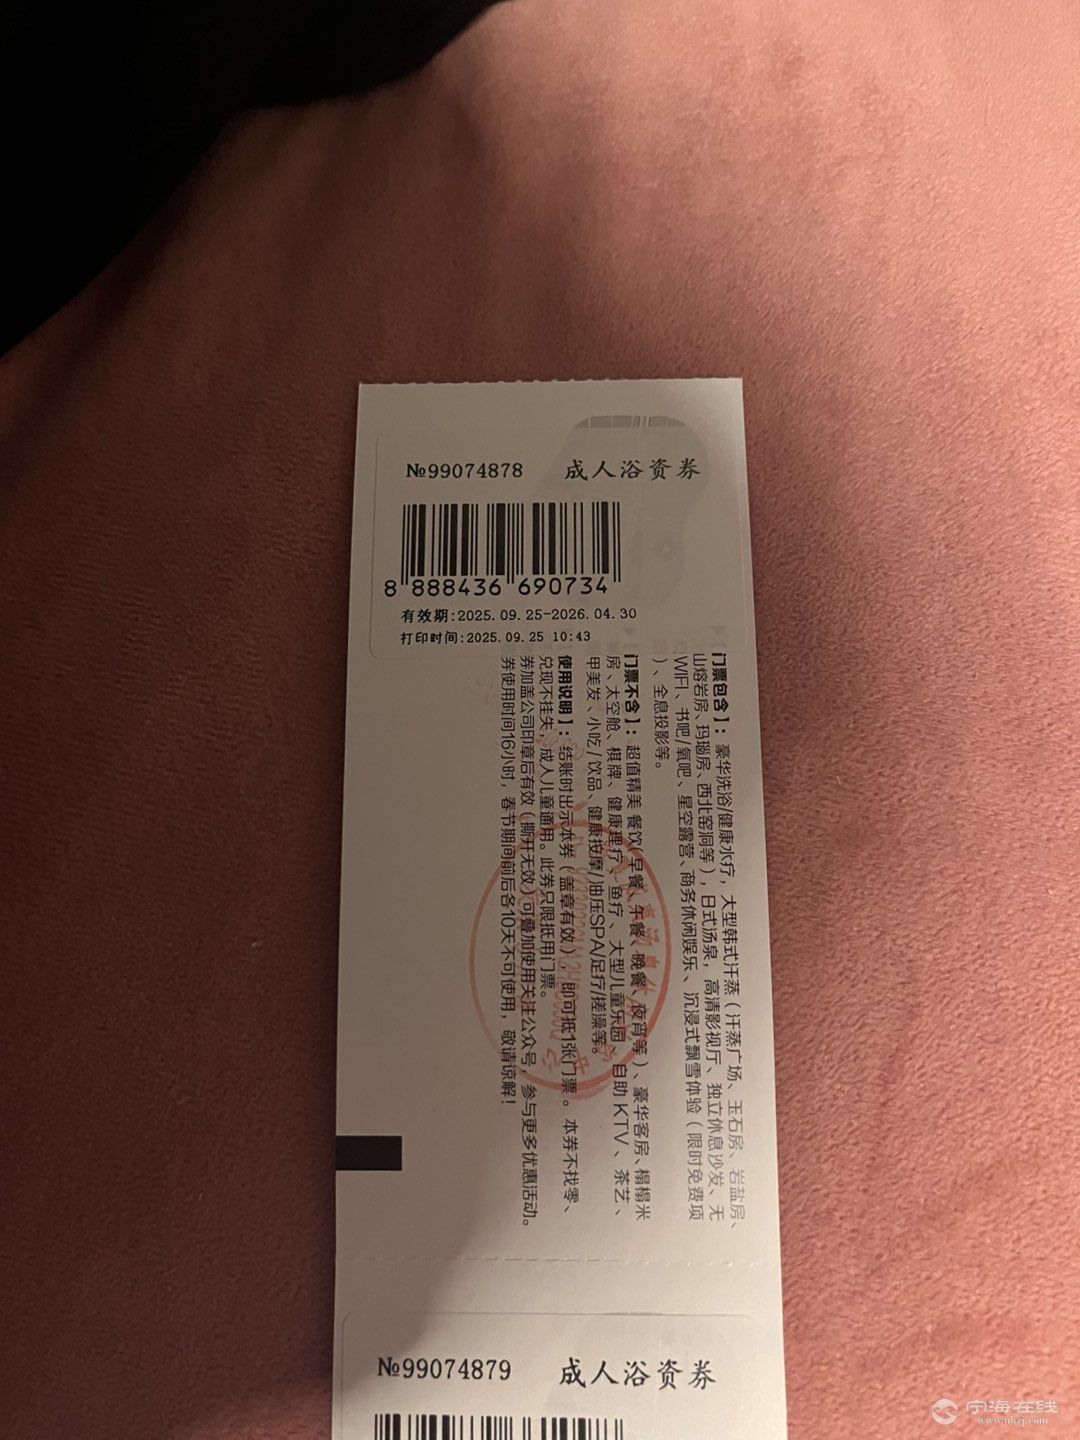 №99074878 成人浴资券
8 888436 690734
有效期:2025.09.25-2026.04.30
打印时间:2025.09.25 10:43
门票包含】：豪华洗浴/健康水疗，大型韩式汗蒸（汗蒸广场、玉石房、岩盐房、
山熔岩房、玛瑙房、西北窑洞等），日式汤泉，高清影视厅、独立休息沙发、无
WIFI、书吧/氧吧、星空露营、商务休闲娱乐、沉浸式飘雪体验（限时免费项
）、全息投影等。
门票不含】：超值精美餐饮（早餐、午餐、晚餐、夜宵等）、豪华客房、榻榻米
房、太空舱、棋牌、健康理疗、鱼疗、大型儿童乐园、自助KTV、茶艺、
甲美发、小吃/饮品、健康按摩/油压SPA/足疗/搓澡等。
使用说明】：结账时出示本券（盖章有效），即可抵1张门票。本券不找零、
兑现不挂失，成人儿童通用。此券只限抵用门票。
券加盖公司印章后有效（撕开无效）可叠加使用关注公众号，参与更多优惠活动。
券使用时间16小时，春节期间前后各10天不可使用，敬请谅解！
№99074879 成人浴资券
宁海在线
www.nhzj.com